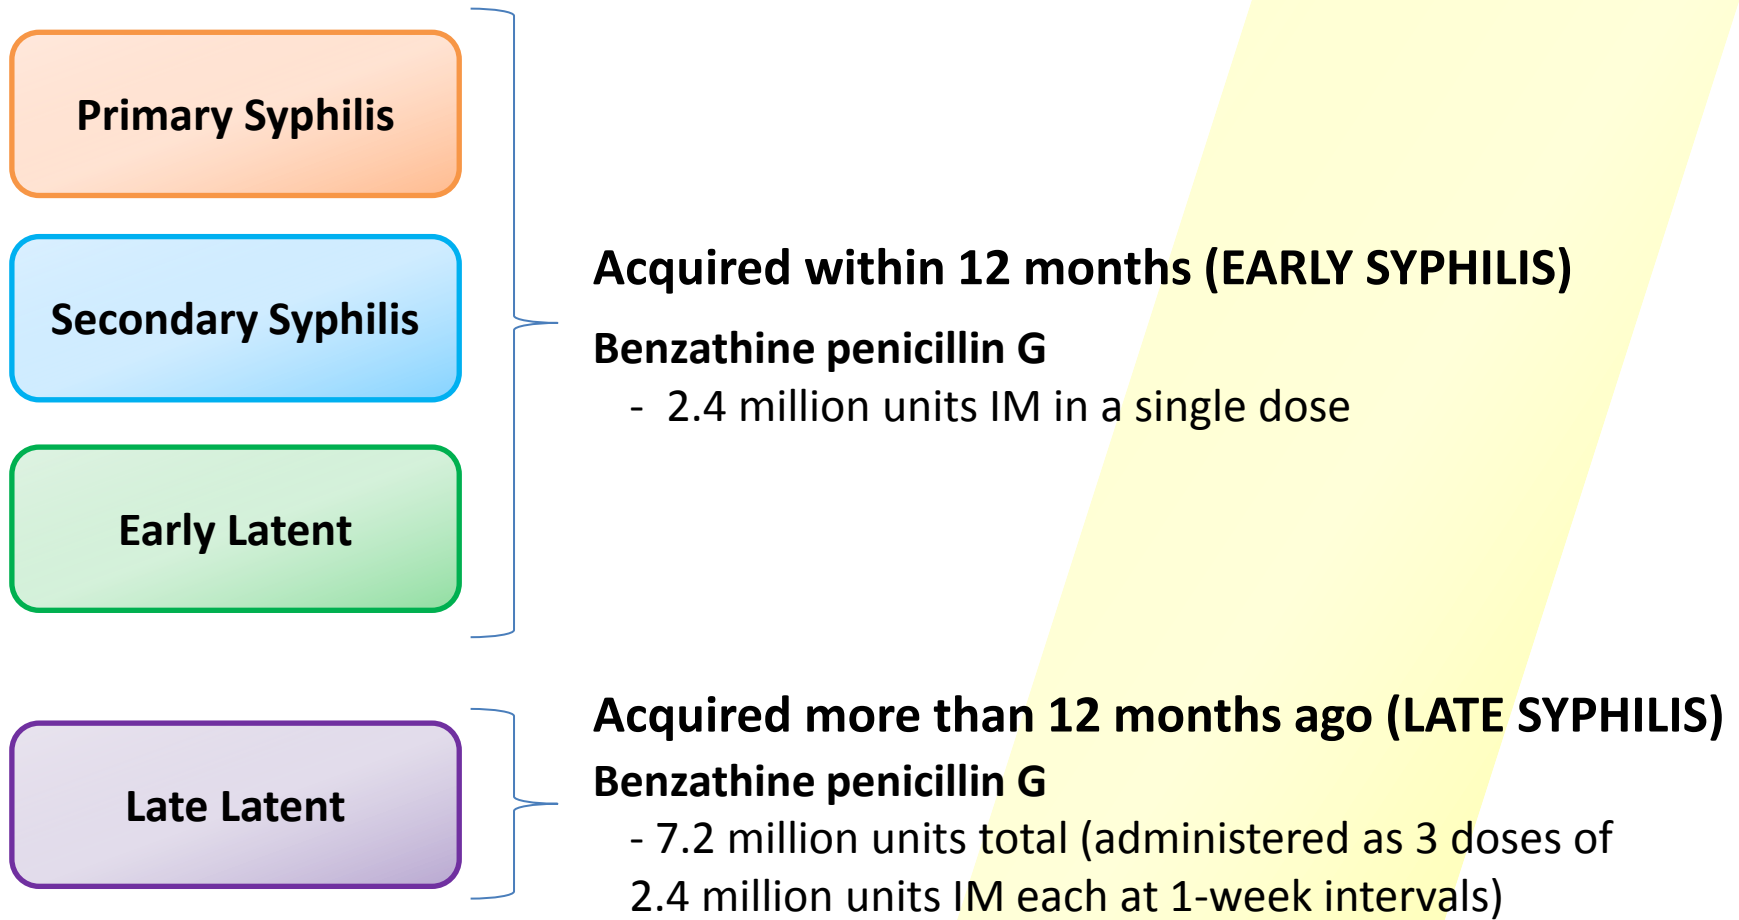 Primary Syphilis
Secondary Syphilis
Early Latent
Acquired within 12 months (EARLY SYPHILIS)
Benzathine penicillin G
- 2.4 million units IM in a single dose
Late Latent
Acquired more than 12 months ago (LATE SYPHILIS)
Benzathine penicillin G
- 7.2 million units total (administered as 3 doses of
2.4 million units IM each at 1-week intervals)